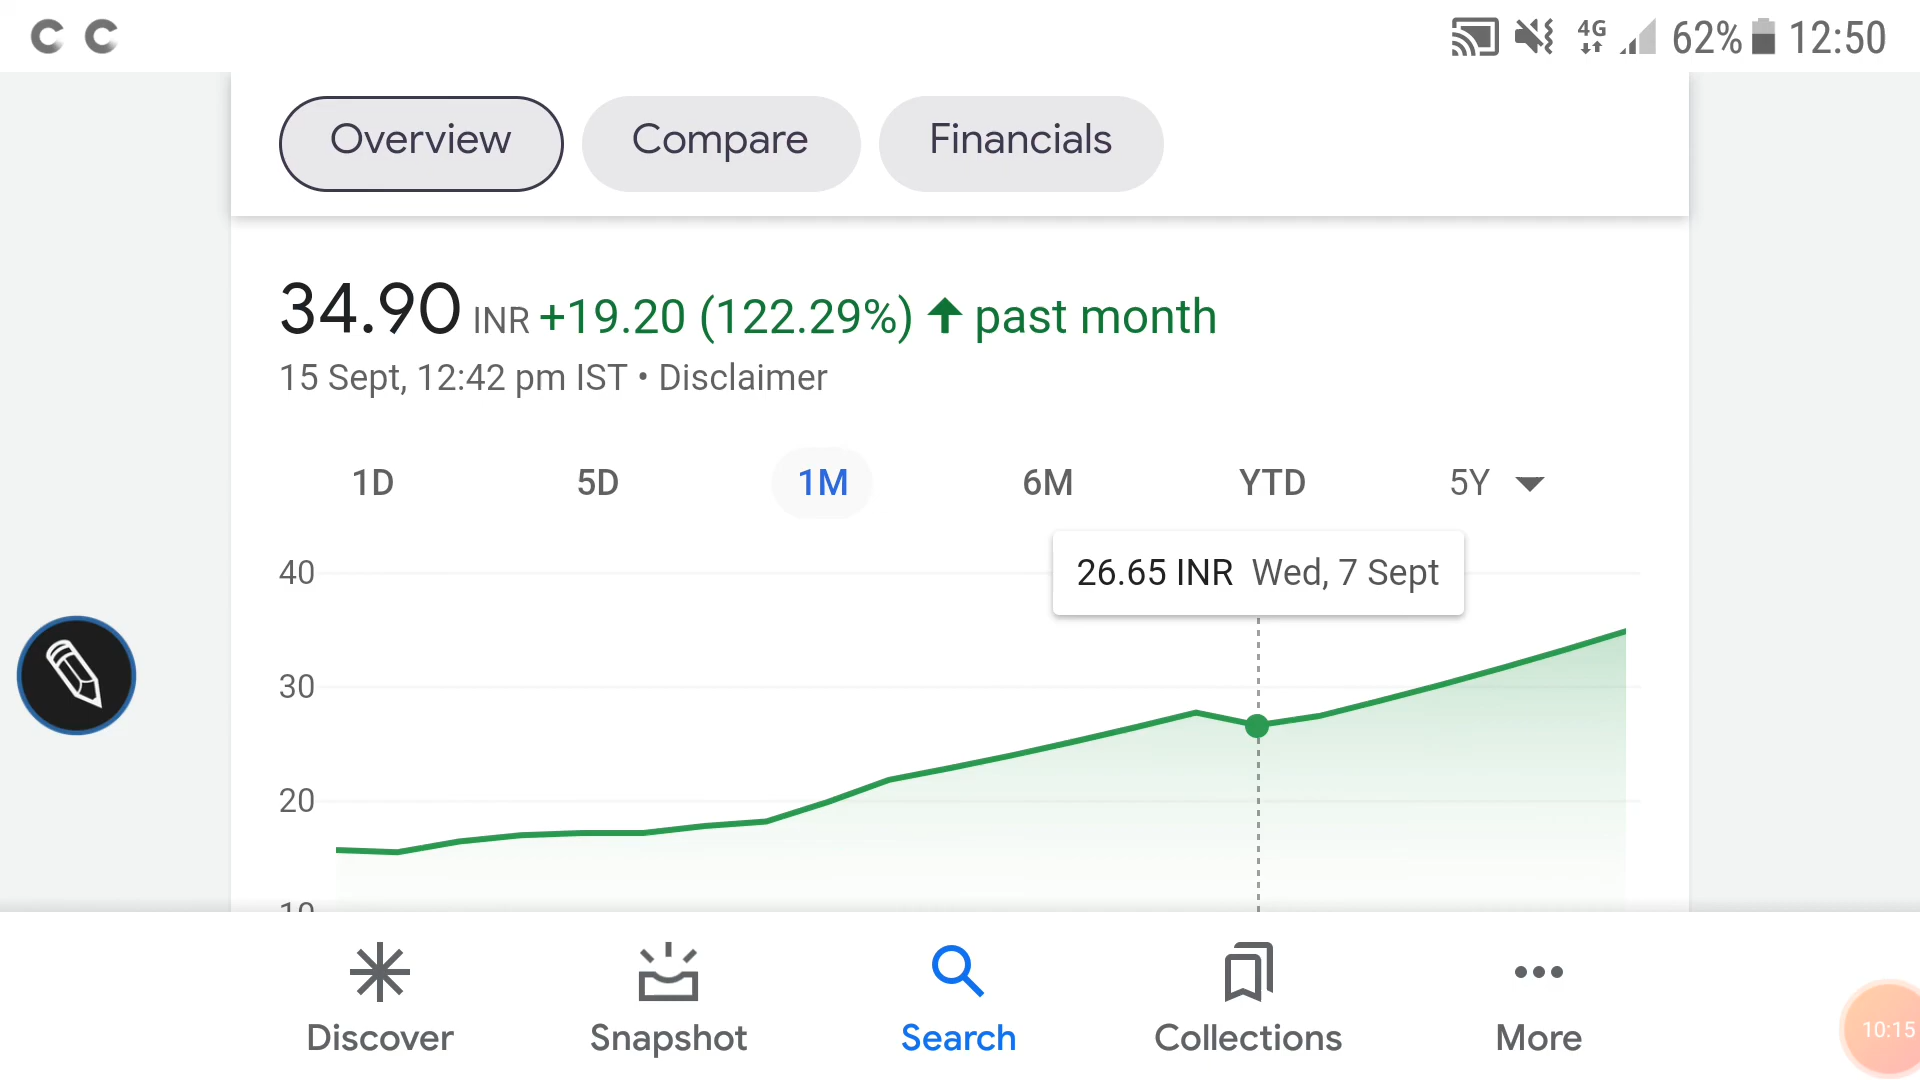 4G 62% 12:50
Overview Compare Financials
34.90 INR +19.20 (122.29%) past month
15 Sept, 12:42 pm IST • Disclaimer
1D 5D 1M 6M YTD 5Y
26.65 INR Wed, 7 Sept
40
30
20
10
Discover Snapshot Search Collections More
10:15